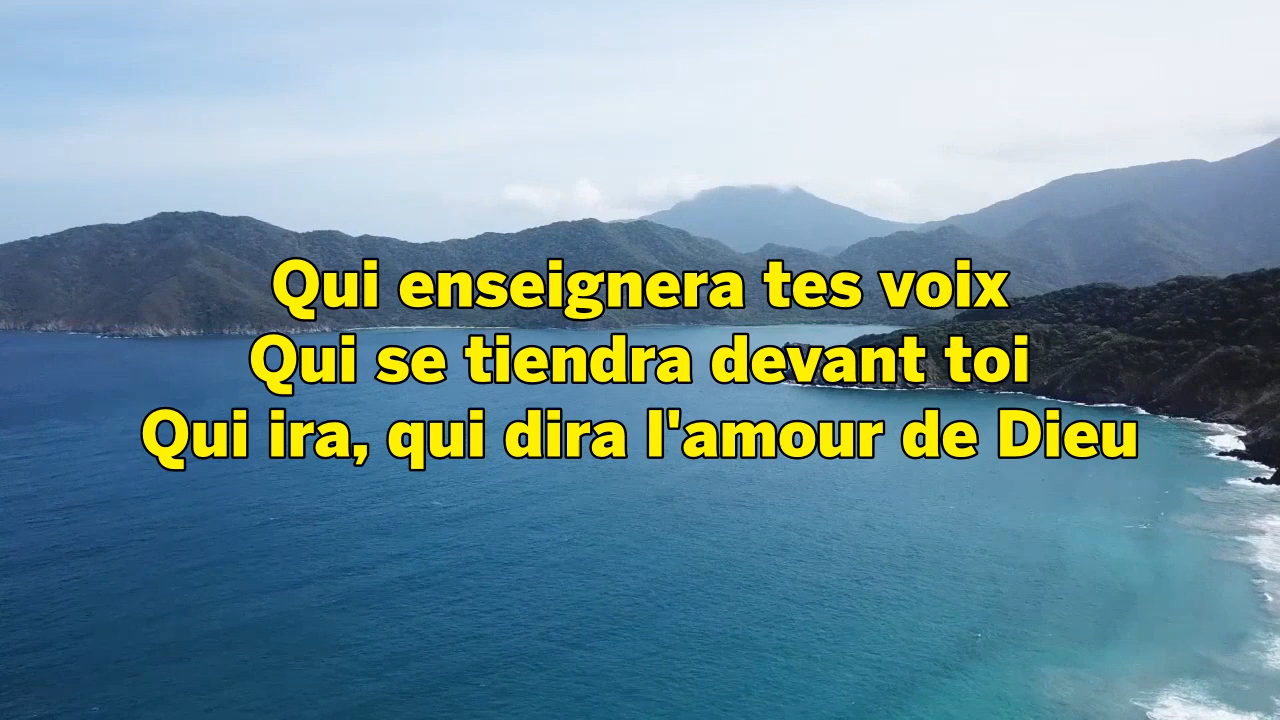 Qui enseignera tes voix
Qui se tiendra devant toi
Qui ira, qui dira l'amour de Dieu